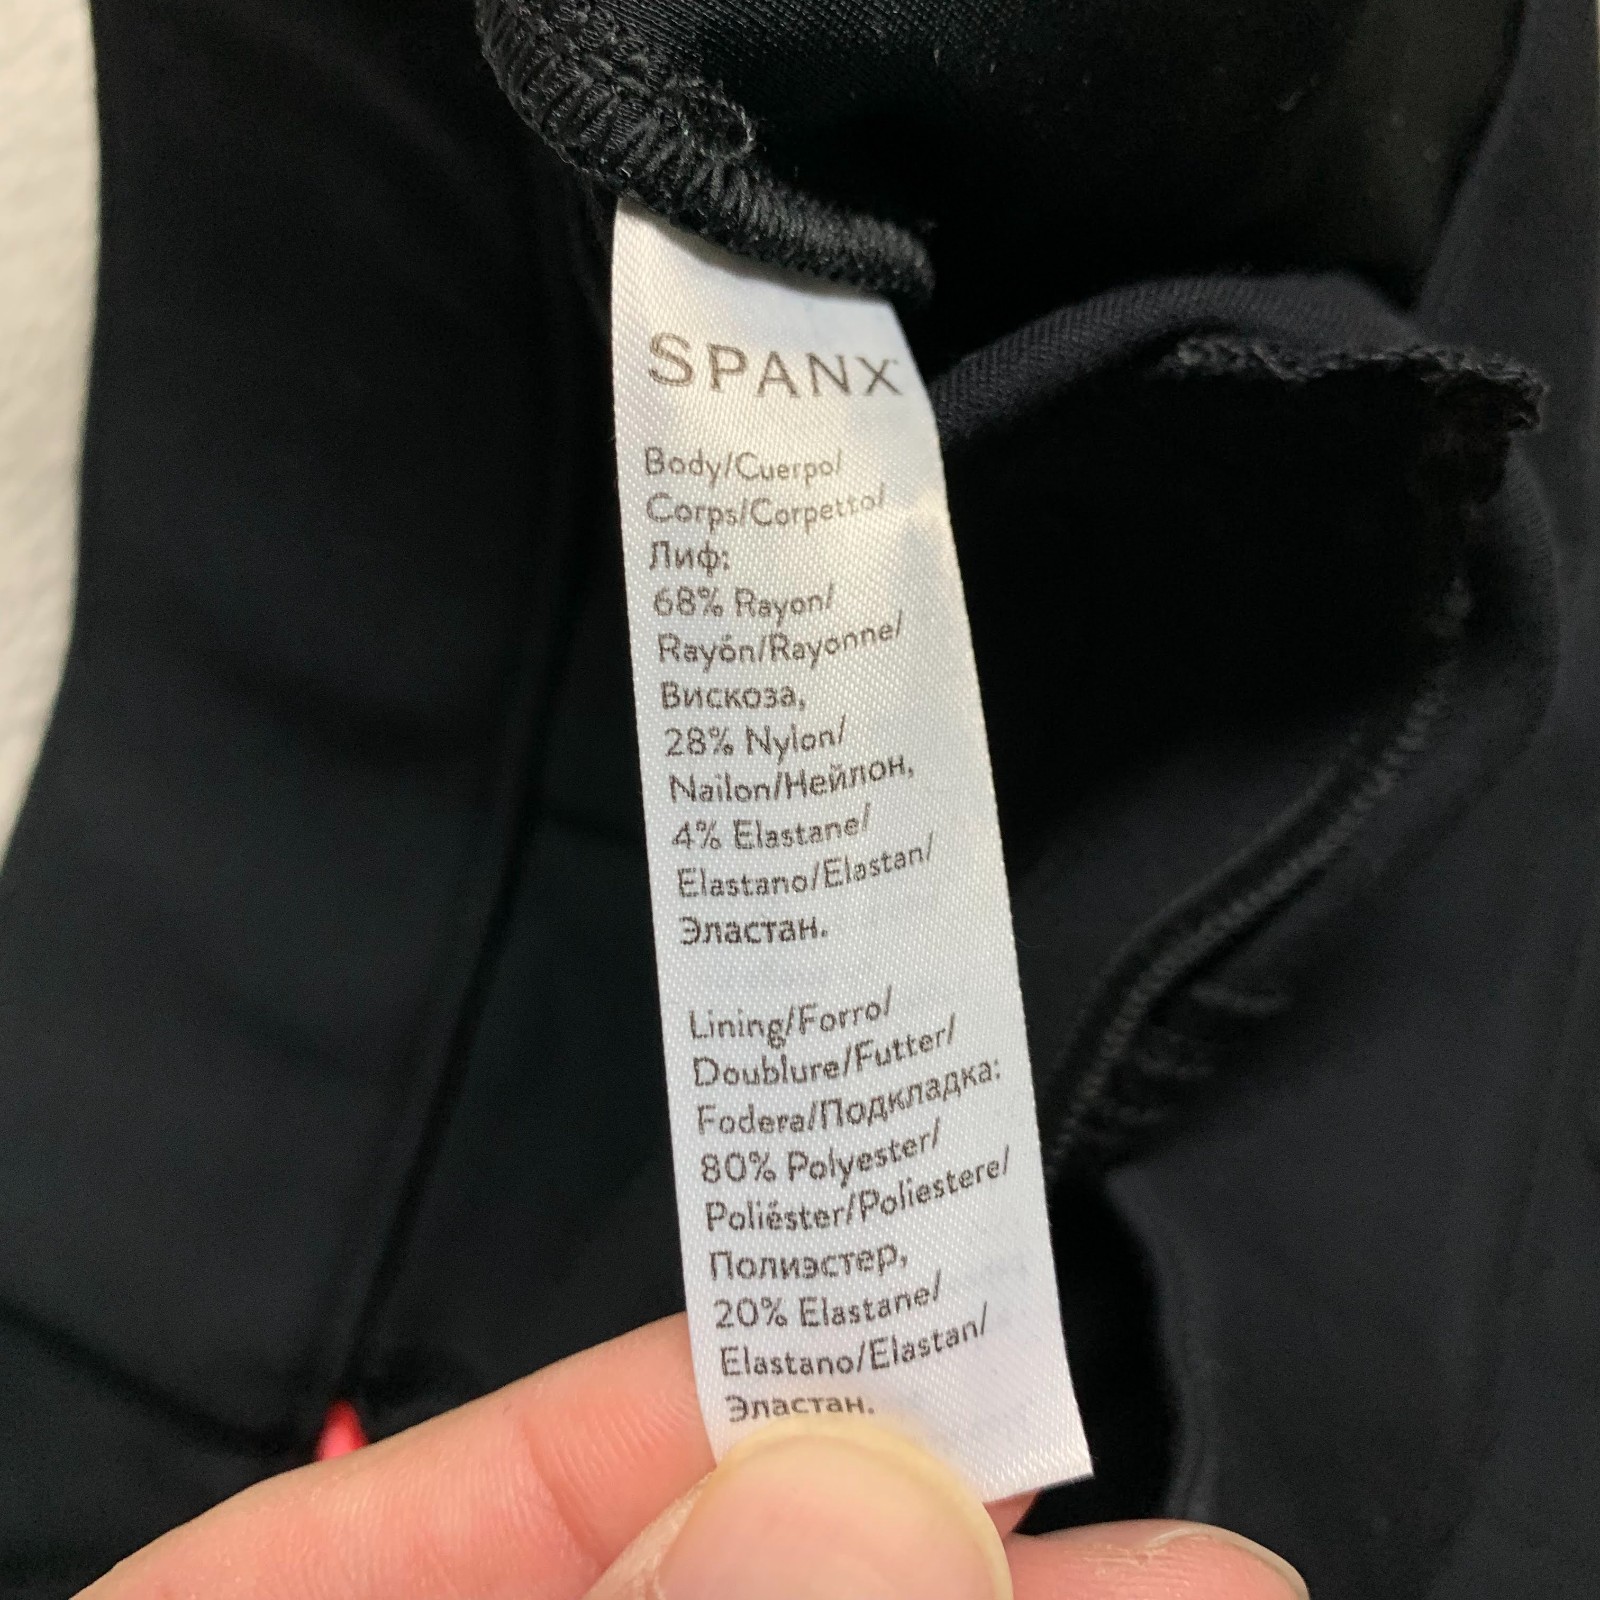 SPANX
Body/Cuerpo/
Corps/Corpetto/
Лиф:
68% Rayon/
Rayón/Rayonne/
Вискоза,
28% Nylon/
Nailon/Нейлон,
4% Elastane/
Elastano/Elastan/
Эластан.
Lining/Forro/
Doublure/Futter/
Fodera/Подкладка:
80% Polyester/
Poliéster/Poliestere/
Полиэстер,
20% Elastane/
Elastano/Elastan/
Эластан.